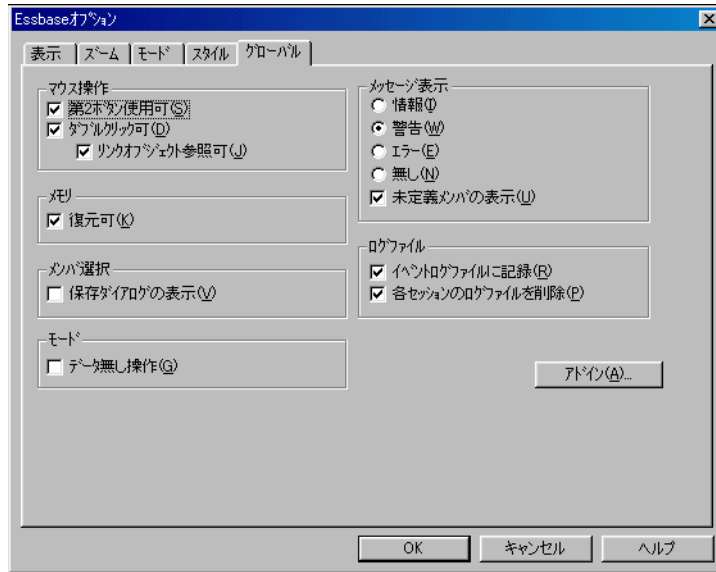 Essbaseｵﾌﾟｼｮﾝ
表示
ｽﾞｰﾑ
ﾓｰﾄﾞ
ｽﾀｲﾙ
ｸﾞﾛｰﾊﾞﾙ
ﾏｳｽ操作
第2ﾎﾞﾀﾝ使用可(S)
ﾀﾞﾌﾞﾙｸﾘｯｸ可(D)
ﾘﾝｸｵﾌﾞｼﾞｪｸﾄ参照可(J)
ﾒﾓﾘ
復元可(K)
ﾒﾝﾊﾞ選択
保存ﾀﾞｲｱﾛｸﾞの表示(V)
ﾓｰﾄﾞ
ﾃﾞｰﾀ無し操作(G)
ﾒｯｾｰｼﾞ表示
情報(I)
警告(W)
ｴﾗｰ(E)
無し(N)
未定義ﾒﾝﾊﾞの表示(U)
ﾛｸﾞﾌｧｲﾙ
ｲﾍﾞﾝﾄﾛｸﾞﾌｧｲﾙに記録(R)
各ｾｯｼｮﾝのﾛｸﾞﾌｧｲﾙを削除(P)
ｱﾄﾞｲﾝ(A)...
OK
キャンセル
ヘルプ